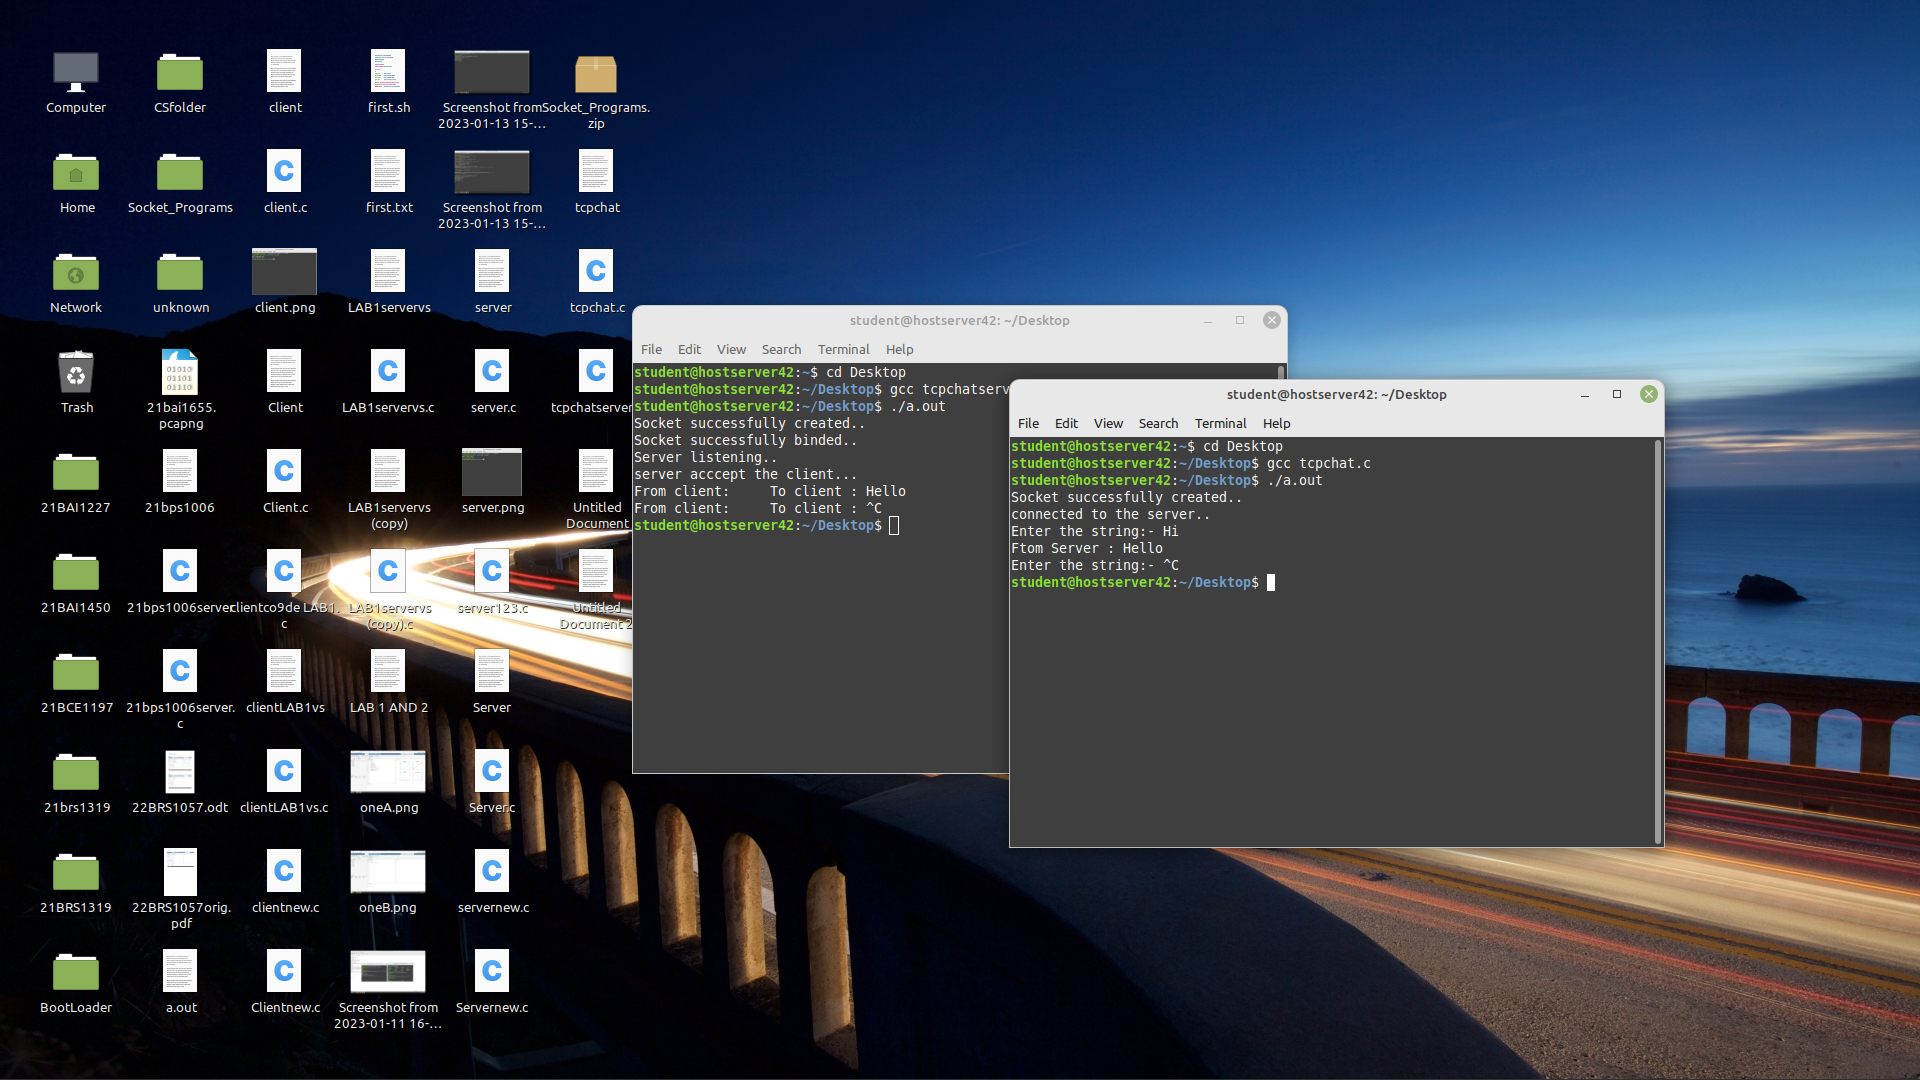 Computer
CSfolder
client
first.sh
Screenshot from
2023-01-13 15-...
Socket_Programs.
zip
Home
Socket_Programs
client.c
first.txt
Screenshot from
2023-01-13 15-...
tcpchat
Network
unknown
client.png
LAB1servervs
server
tcpchat.c
Trash
21bai1655.
pcapng
Client
LAB1servervs.c
server.c
tcpchatserver
21BAI1227
21bps1006
Client.c
LAB1servervs
(copy)
server.png
Untitled
Document
21BAI1450
21bps1006server
clientco9de LAB1.
c
LAB1servervs
(copy).c
server123.c
Untitled
Document 2
21BCE1197
21bps1006server.
c
clientLAB1vs
LAB 1 AND 2
Server
21brs1319
22BRS1057.odt
clientLAB1vs.c
oneA.png
Server.c
21BRS1319
22BRS1057orig.
pdf
clientnew.c
oneB.png
servernew.c
BootLoader
a.out
Clientnew.c
Screenshot from
2023-01-11 16-...
Servernew.c
student@hostserver42: ~/Desktop
File Edit View Search Terminal Help
student@hostserver42:~$ cd Desktop
student@hostserver42:~/Desktop$ gcc tcpchatserv
student@hostserver42:~/Desktop$ ./a.out
Socket successfully created..
Socket successfully binded..
Server listening..
server acccept the client...
From client:     To client : Hello
From client:     To client : ^C
student@hostserver42:~/Desktop$
student@hostserver42: ~/Desktop
File Edit View Search Terminal Help
student@hostserver42:~$ cd Desktop
student@hostserver42:~/Desktop$ gcc tcpchat.c
student@hostserver42:~/Desktop$ ./a.out
Socket successfully created..
connected to the server..
Enter the string:- Hi
Ftom Server : Hello
Enter the string:- ^C
student@hostserver42:~/Desktop$